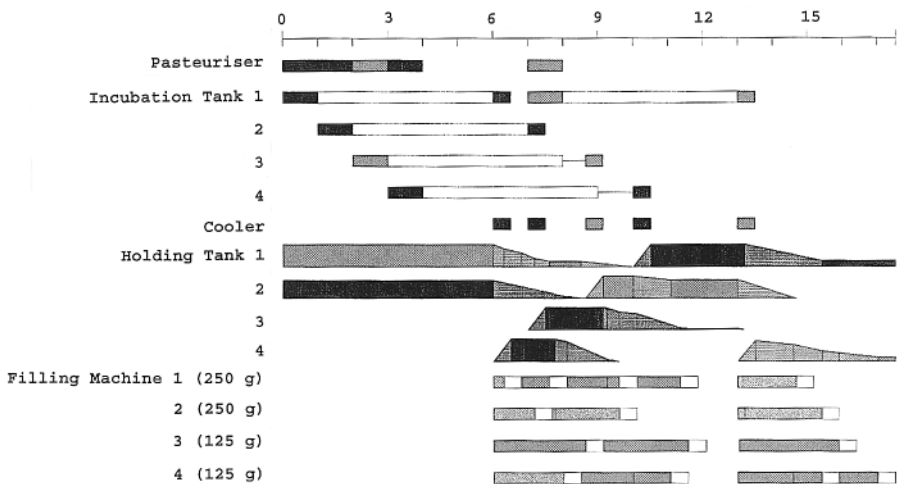 0 3 6 9 12 15
Pasteuriser
Incubation Tank 1
2
3
4
Cooler
Holding Tank 1
2
3
4
Filling Machine 1 (250 g)
2 (250 g)
3 (125 g)
4 (125 g)